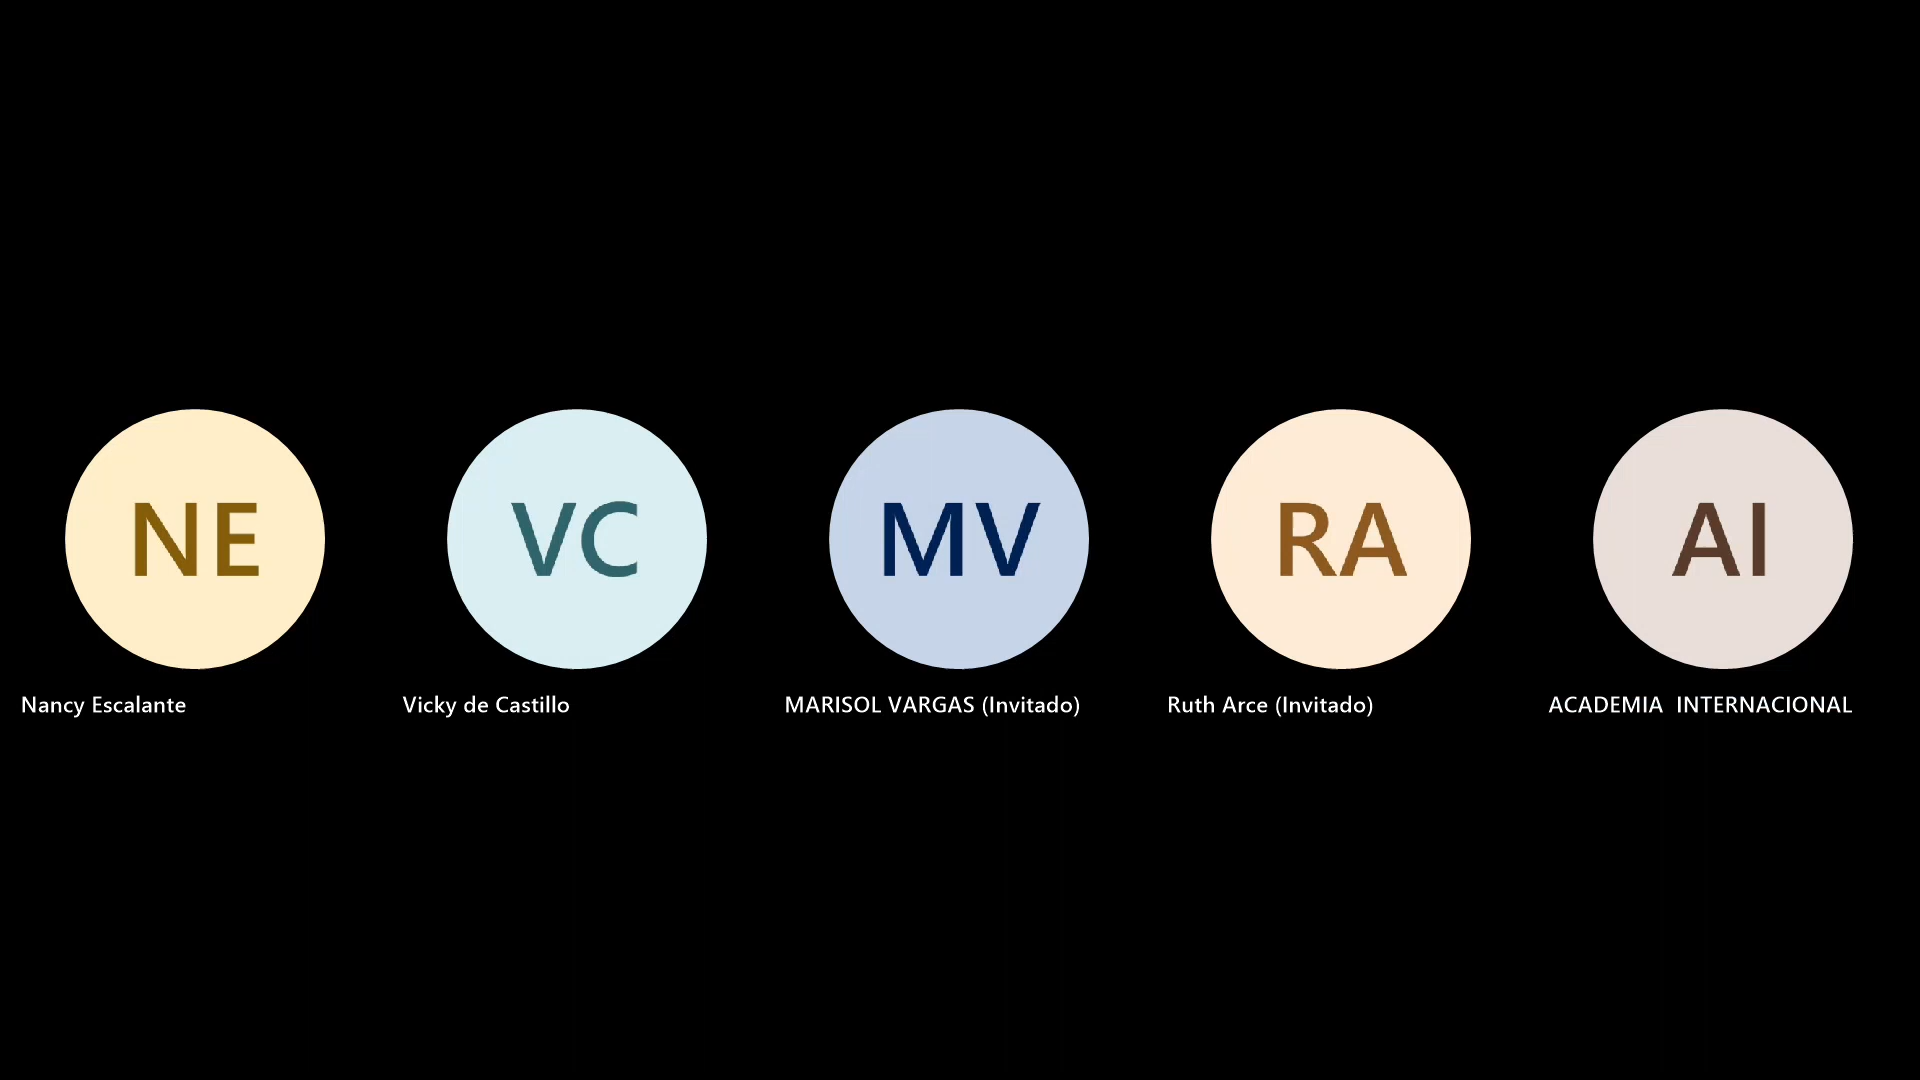 NE
VC
MV
RA
AI
Nancy Escalante
Vicky de Castillo
MARISOL VARGAS (Invitado)
Ruth Arce (Invitado)
ACADEMIA  INTERNACIONAL